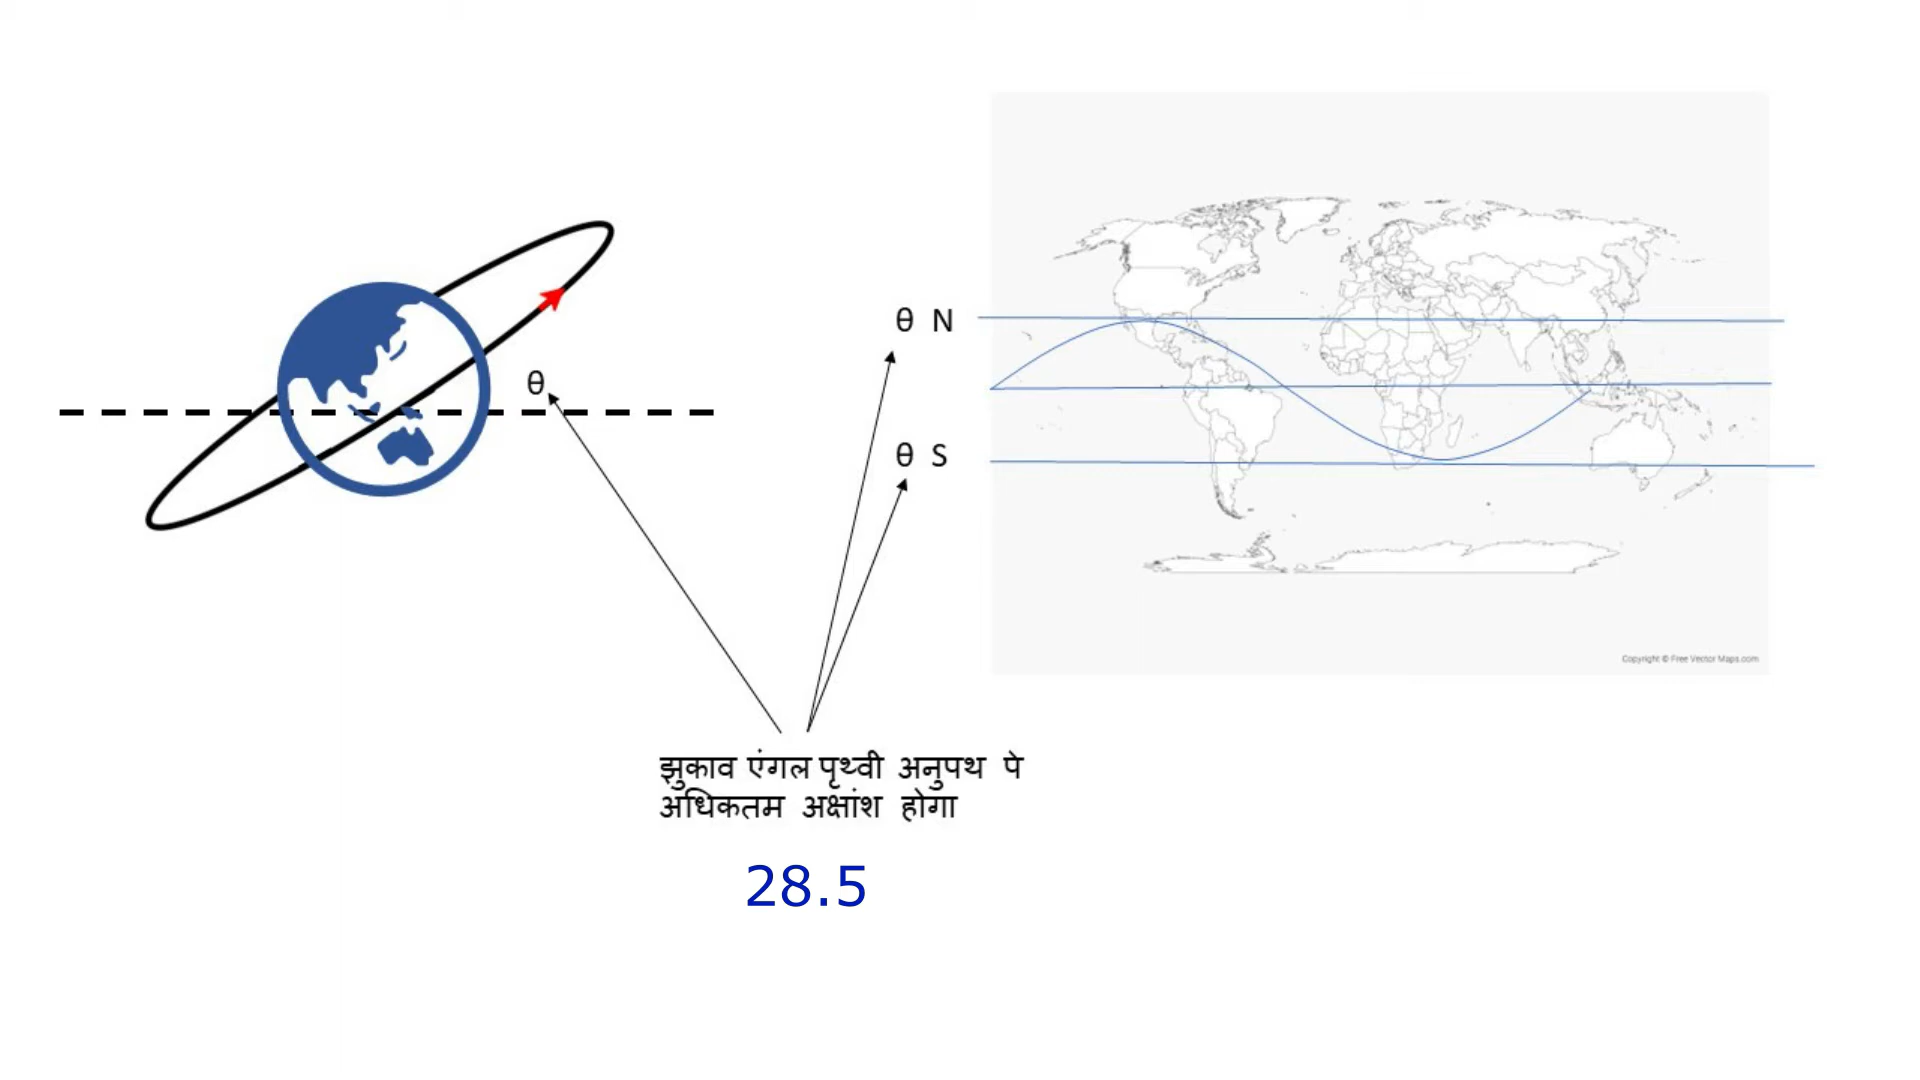 θ N
θ
θ S
Copyright © Free Vector Maps.com
झुकाव एंगल पृथ्वी अनुपथ पे
अधिकतम अक्षांश होगा
28.5